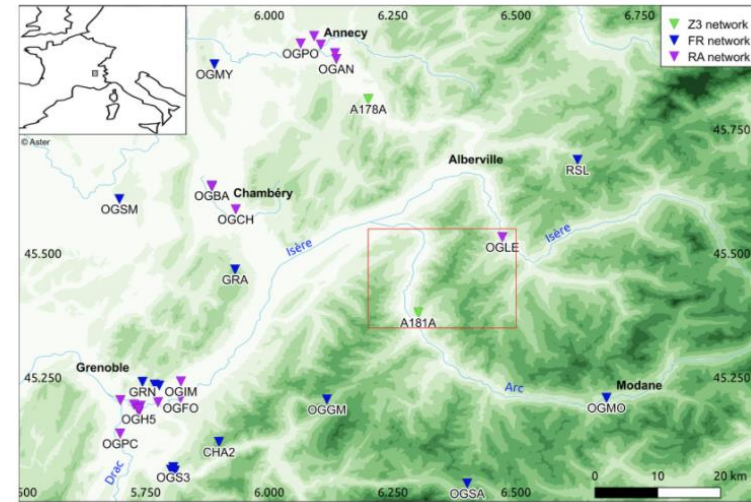 6.000
6.250
6.500
6.750
Z3 network
FR network
RA network
© Aster
Annecy
OGPO
OGAN
OGMY
A178A
45.750
Alberville
RSL
OGBA
Chambéry
OGSM
OGCH
Isère
OGLE
Isère
45.500
45.500
GRA
A181A
Grenoble
45.250
45.250
GRN
OGIM
OGFO
OGH5
OGGM
Arc
Modane
OGMO
OGPC
CHA2
Drac
OGS3
OGSA
500
5.750
6.000
6.250
6.500
0
10
20 km